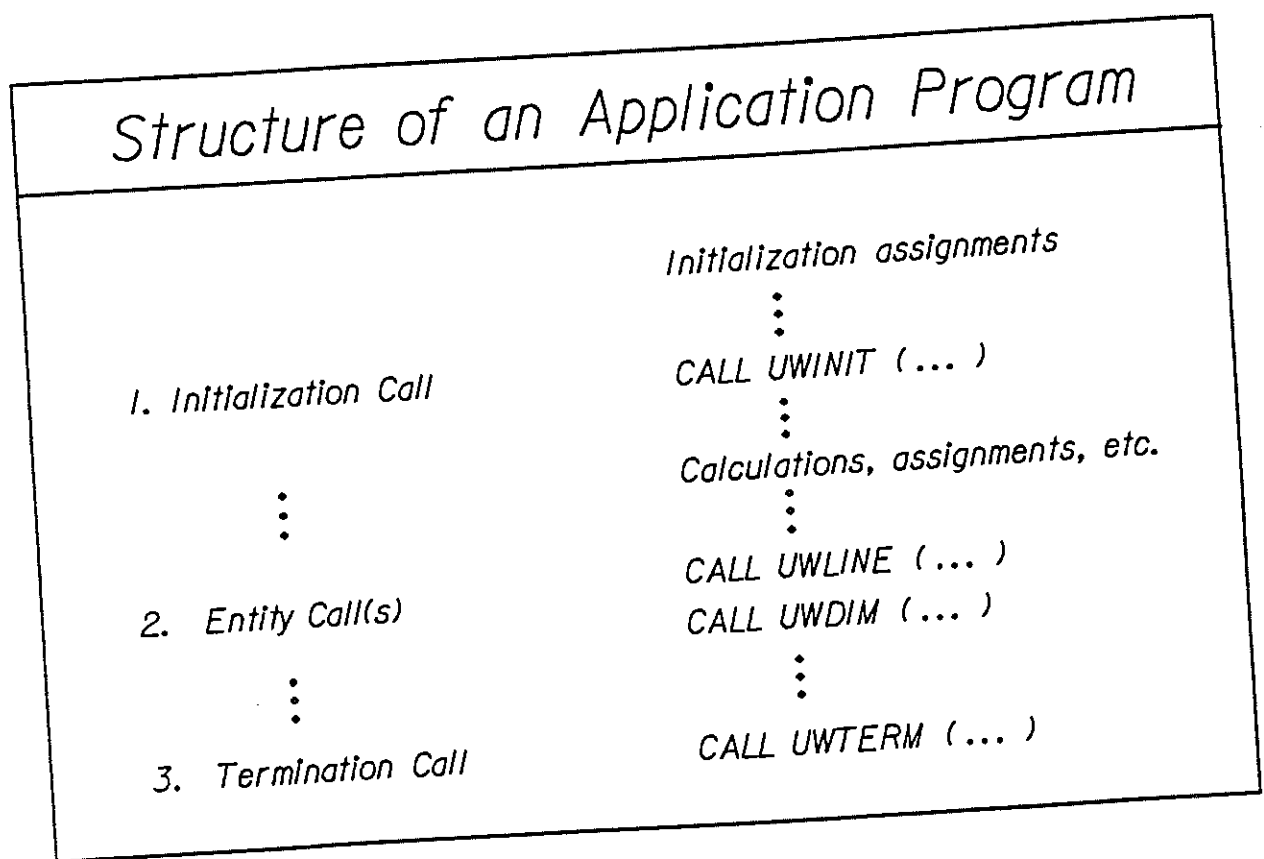 Structure of an Application Program
Initialization assignments
1. Initialization Call
CALL UWINIT (... )
Calculations, assignments, etc.
CALL UWLINE (... )
2. Entity Call(s)
CALL UWDIM (... )
3. Termination Call
CALL UWTERM (... )